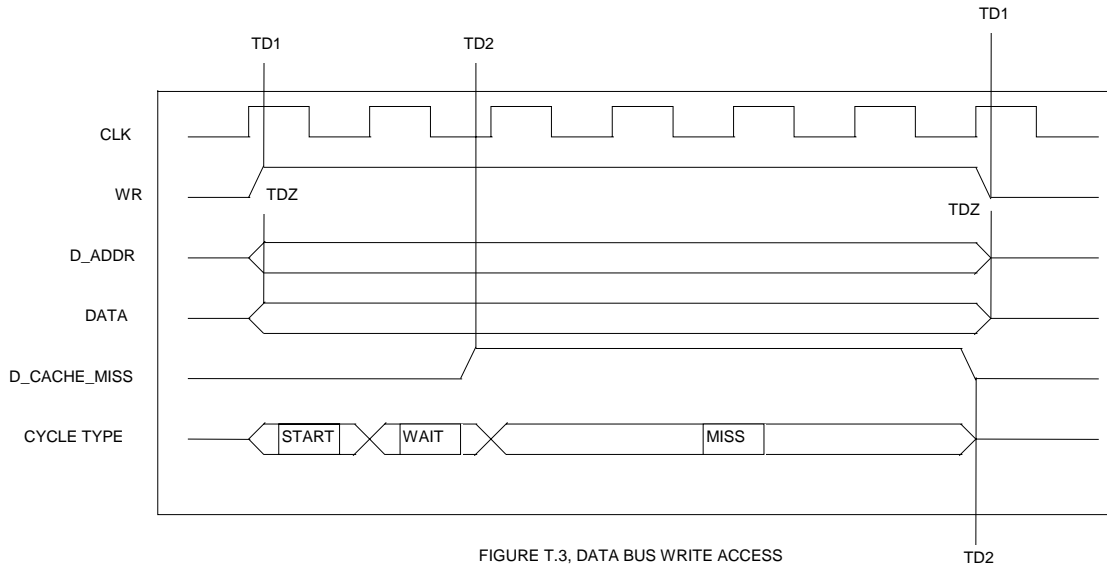 TD1
TD1 TD2
CLK
WR
TDZ TDZ
D_ADDR
DATA
D_CACHE_MISS
CYCLE TYPE START WAIT MISS
FIGURE T.3, DATA BUS WRITE ACCESS TD2